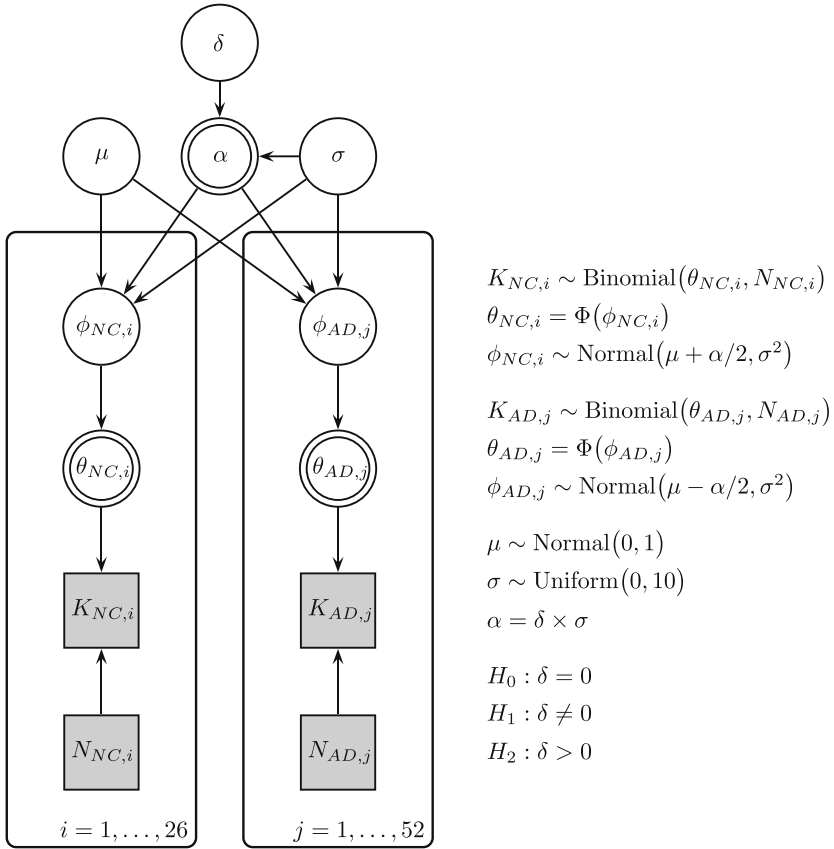 δ
μ
α
σ
ϕ_{NC,i}
ϕ_{AD,j}
θ_{NC,i}
θ_{AD,j}
K_{NC,i}
K_{AD,j}
N_{NC,i}
N_{AD,j}
i = 1, . . . , 26
j = 1, . . . , 52
K_{NC,i} ∼ Binomial(θ_{NC,i}, N_{NC,i})
θ_{NC,i} = Φ(ϕ_{NC,i})
ϕ_{NC,i} ∼ Normal(μ + α/2, σ²)
K_{AD,j} ∼ Binomial(θ_{AD,j}, N_{AD,j})
θ_{AD,j} = Φ(ϕ_{AD,j})
ϕ_{AD,j} ∼ Normal(μ − α/2, σ²)
μ ∼ Normal(0, 1)
σ ∼ Uniform(0, 10)
α = δ × σ
H₀ : δ = 0
H₁ : δ ≠ 0
H₂ : δ > 0